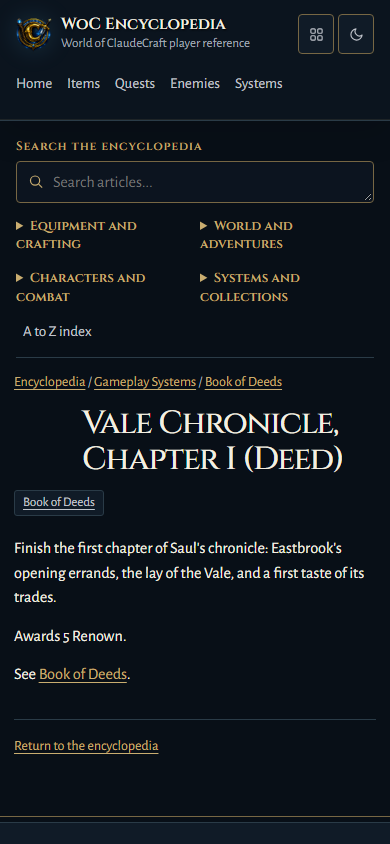 WoC Encyclopedia
World of ClaudeCraft player reference
Home Items Quests Enemies Systems
Search the encyclopedia
Search articles...
Equipment and crafting
World and adventures
Characters and combat
Systems and collections
A to Z index
Encyclopedia / Gameplay Systems / Book of Deeds
Vale Chronicle,
Chapter I (Deed)
Book of Deeds
Finish the first chapter of Saul's chronicle: Eastbrook's
opening errands, the lay of the Vale, and a first taste of its
trades.
Awards 5 Renown.
See Book of Deeds.
Return to the encyclopedia